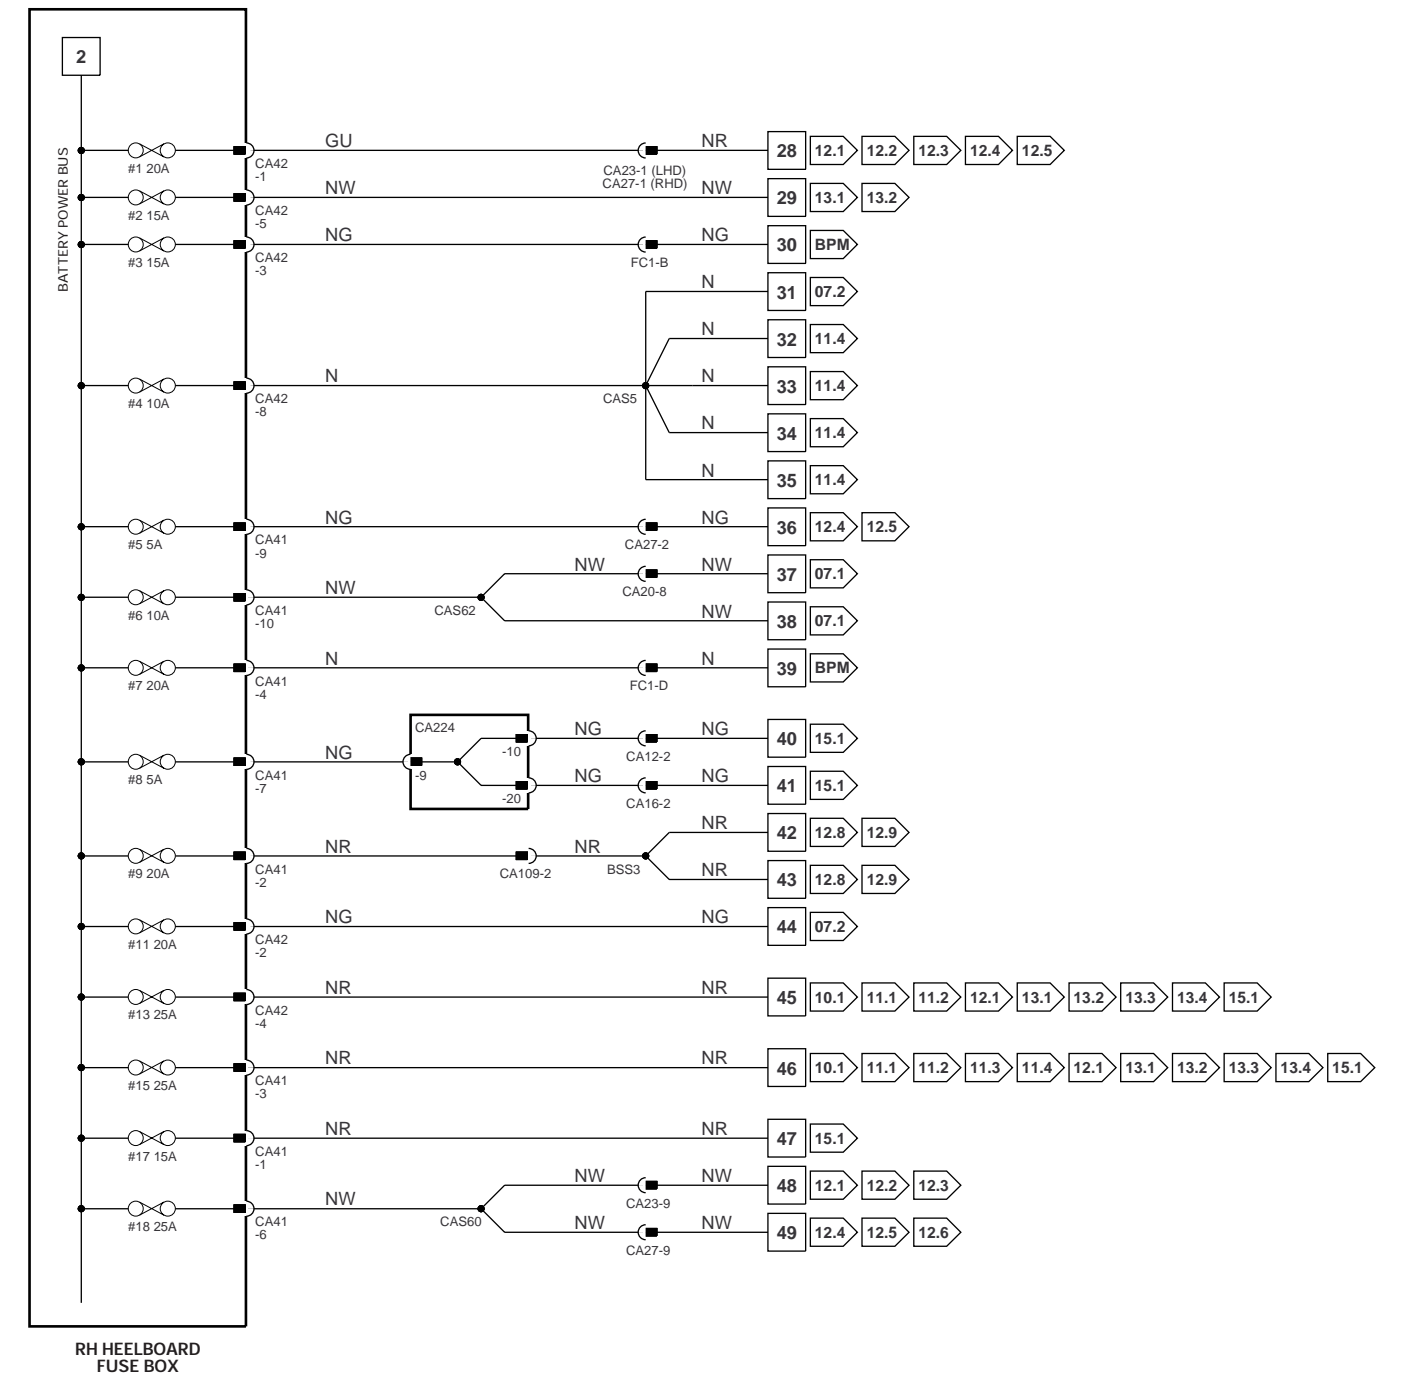 2
BATTERY POWER BUS
#1 20A
CA42
-1
GU
CA23-1 (LHD)
CA27-1 (RHD)
NR
28 12.1 12.2 12.3 12.4 12.5
#2 15A
CA42
-5
NW
NW
29 13.1 13.2
#3 15A
CA42
-3
NG
FC1-B
NG
30 BPM
N
31 07.2
N
32 11.4
#4 10A
CA42
-8
N
CAS5
N
33 11.4
N
34 11.4
N
35 11.4
#5 5A
CA41
-9
NG
CA27-2
NG
36 12.4 12.5
NW
CA20-8
NW
37 07.1
#6 10A
CA41
-10
NW
CAS62
NW
38 07.1
#7 20A
CA41
-4
N
FC1-D
N
39 BPM
CA224
-10
NG
CA12-2
NG
40 15.1
#8 5A
CA41
-7
NG
-9
-20
NG
CA16-2
NG
41 15.1
NR
42 12.8 12.9
#9 20A
CA41
-2
NR
CA109-2
NR
BSS3
NR
43 12.8 12.9
#11 20A
CA42
-2
NG
NG
44 07.2
#13 25A
CA42
-4
NR
NR
45 10.1 11.1 11.2 12.1 13.1 13.2 13.3 13.4 15.1
#15 25A
CA41
-3
NR
NR
46 10.1 11.1 11.2 11.3 11.4 12.1 13.1 13.2 13.3 13.4 15.1
#17 15A
CA41
-1
NR
NR
47 15.1
NW
CA23-9
NW
48 12.1 12.2 12.3
#18 25A
CA41
-6
NW
CAS60
NW
CA27-9
NW
49 12.4 12.5 12.6
RH HEELBOARD
FUSE BOX